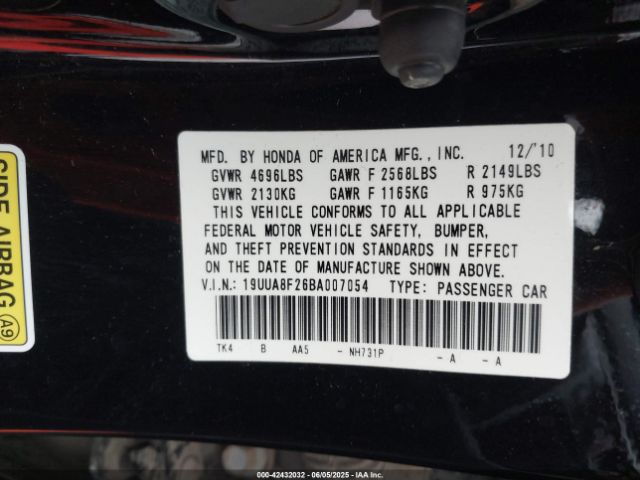 MFD. BY HONDA OF AMERICA MFG., INC. 12/'10
GVWR 4696LBS GAWR F 2568LBS R 2149LBS
GVWR 2130KG GAWR F 1165KG R 975KG
THIS VEHICLE CONFORMS TO ALL APPLICABLE
FEDERAL MOTOR VEHICLE SAFETY, BUMPER,
AND THEFT PREVENTION STANDARDS IN EFFECT
ON THE DATE OF MANUFACTURE SHOWN ABOVE.
V.I.N.: 19UUA8F26BA007054 TYPE: PASSENGER CAR
TK4 B AA5 - NH731P - A - A
SIDE AIRBAG A9
000-42432032 - 06/05/2025 - IAA Inc.